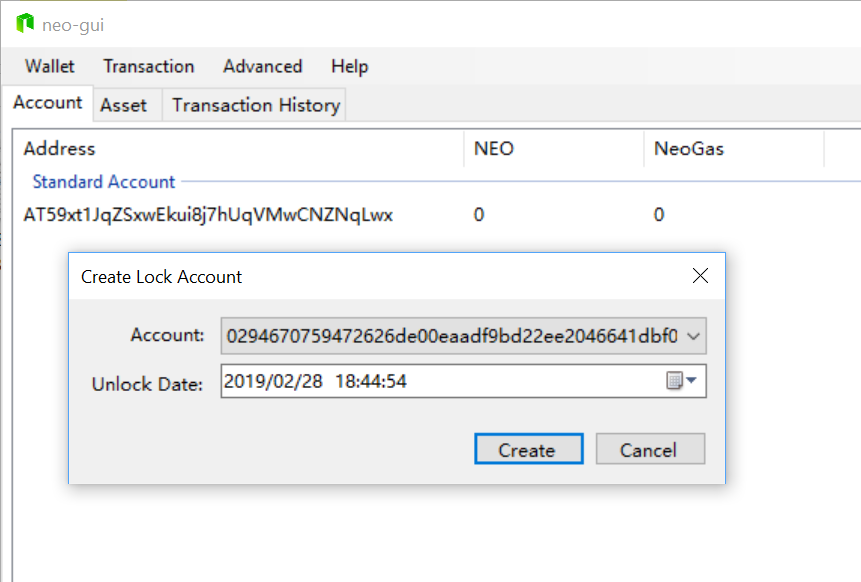 neo-gui
Wallet Transaction Advanced Help
Account Asset Transaction History
Address NEO NeoGas
Standard Account
AT59xt1JqZSxwEkui8j7hUqVMwCNZNqLwx 0 0
Create Lock Account
Account: 0294670759472626de00eaadf9bd22ee2046641dbf0
Unlock Date: 2019/02/28 18:44:54
Create Cancel